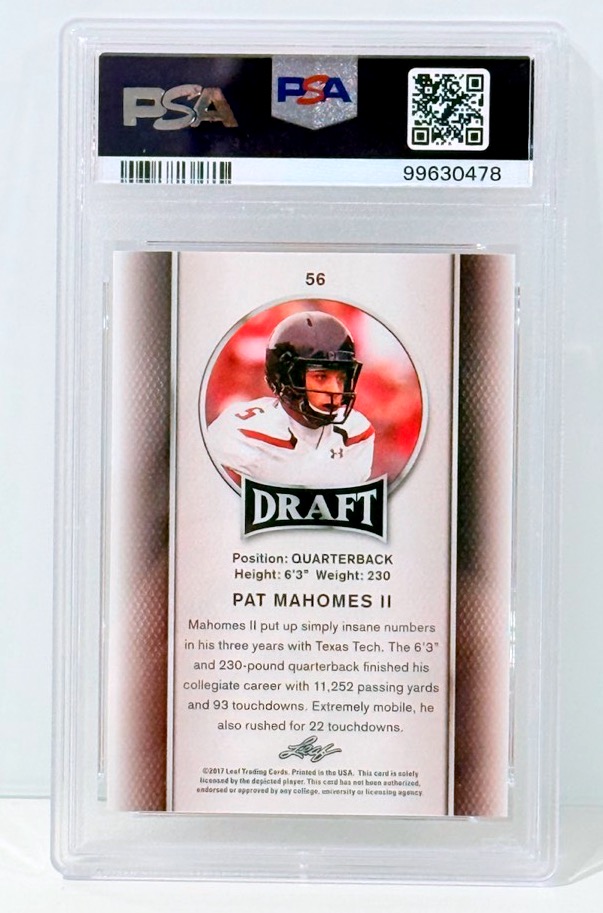 PSA PSA
99630478
56
5
DRAFT
Position: QUARTERBACK
Height: 6'3" Weight: 230
PAT MAHOMES II
Mahomes II put up simply insane numbers
in his three years with Texas Tech. The 6'3"
and 230-pound quarterback finished his
collegiate career with 11,252 passing yards
and 93 touchdowns. Extremely mobile, he
also rushed for 22 touchdowns.
Leaf
©2017 Leaf Trading Cards. Printed in the USA. This card is solely
licensed by the depicted player. This card has not been authorized,
endorsed or approved by any college, university or licensing agency.